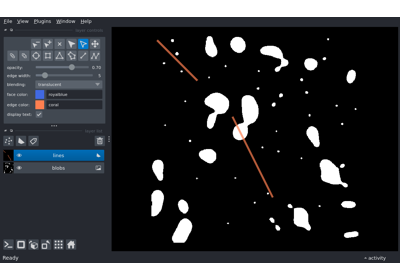 File View Plugins Window Help
opacity: 0.70
edge width: 5
blending: translucent
face color: royalblue
edge color: coral
display text:
lines
blobs
Ready
activity